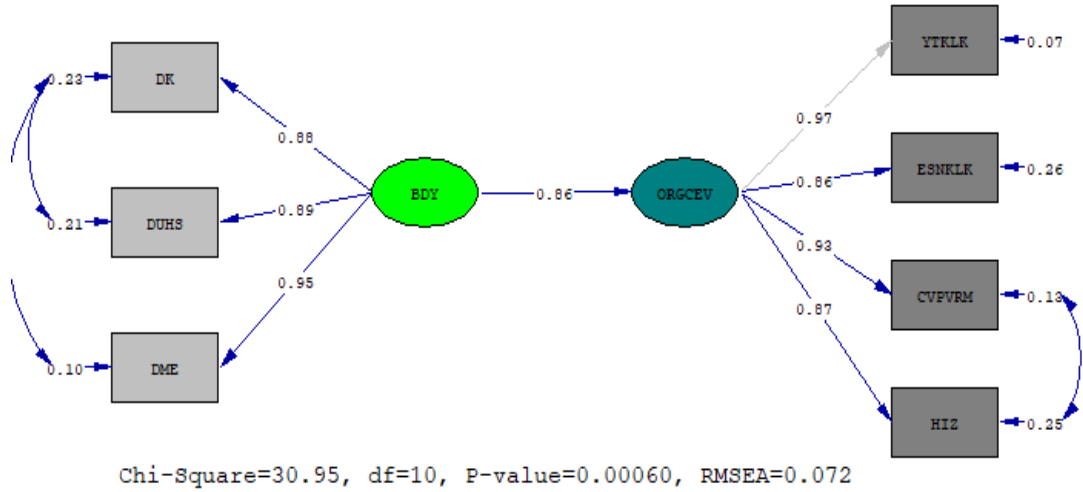 YTKLK
0.07
0.23
DK
0.97
0.88
ESNKLK
0.26
0.86
BDY
0.86
ORGCEV
0.89
0.21
DUHS
0.93
0.95
CVPVRM
0.13
0.87
0.10
DME
HIZ
0.25
Chi-Square=30.95, df=10, P-value=0.00060, RMSEA=0.072